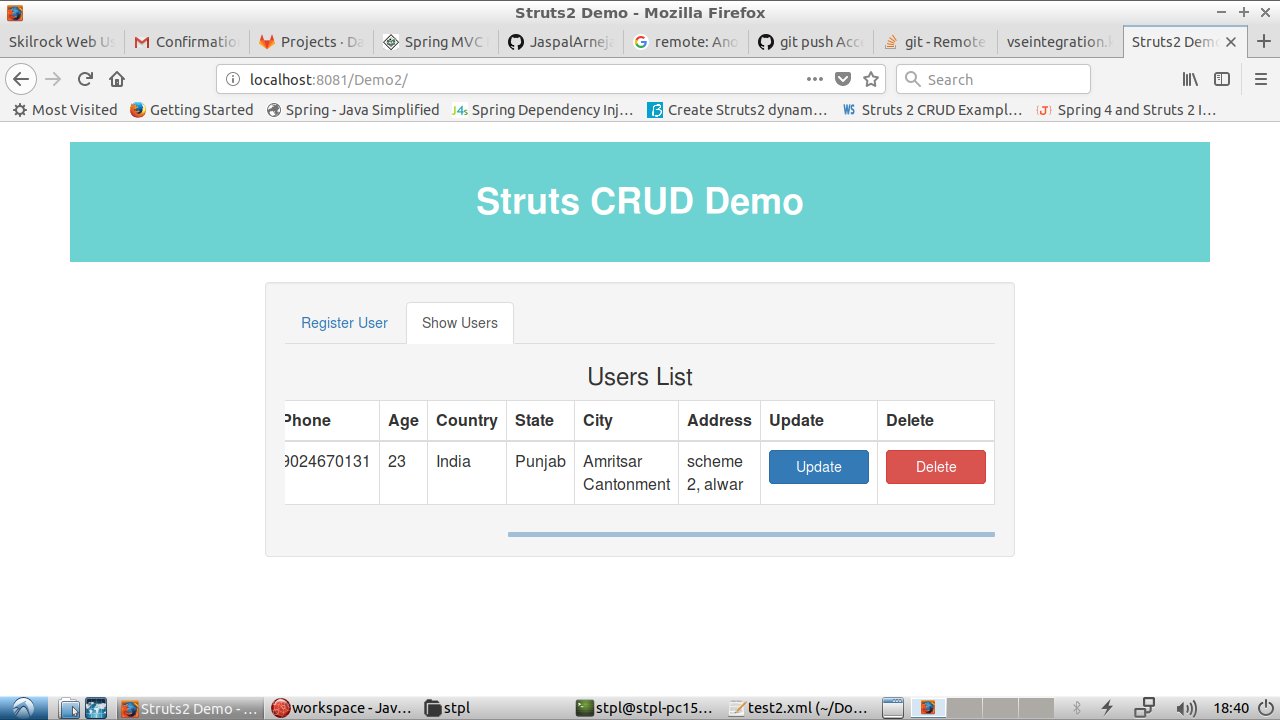 Struts2 Demo - Mozilla Firefox
Skilrock Web Us Confirmatio Projects - Da Spring MVC JaspalArneja remote: Ano git push Acce git - Remote vseintegration. Struts2 Demo
localhost:8081/Demo2/ Search
Most Visited Getting Started Spring - Java Simplified Spring Dependency Inj... Create Struts2 dynam... Struts 2 CRUD Exampl... Spring 4 and Struts 2 I...
Struts CRUD Demo
Register User Show Users
Users List
Phone Age Country State City Address Update Delete
9024670131 23 India Punjab Amritsar Cantonment scheme 2, alwar Update Delete
Struts2 Demo - ... workspace - Jav... stpl stpl@stpl-pc15... test2.xml (~/Do... 18:40